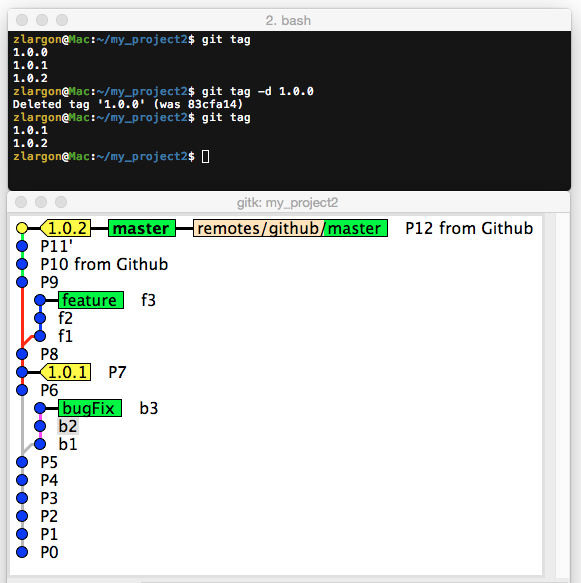 2. bash
zlargon@Mac:~/my_project2$ git tag
1.0.0
1.0.1
1.0.2
zlargon@Mac:~/my_project2$ git tag -d 1.0.0
Deleted tag '1.0.0' (was 83cfa14)
zlargon@Mac:~/my_project2$ git tag
1.0.1
1.0.2
zlargon@Mac:~/my_project2$
gitk: my_project2
1.0.2 master remotes/github/master P12 from Github
P11'
P10 from Github
P9
feature f3
f2
f1
P8
1.0.1 P7
P6
bugFix b3
b2
b1
P5
P4
P3
P2
P1
P0